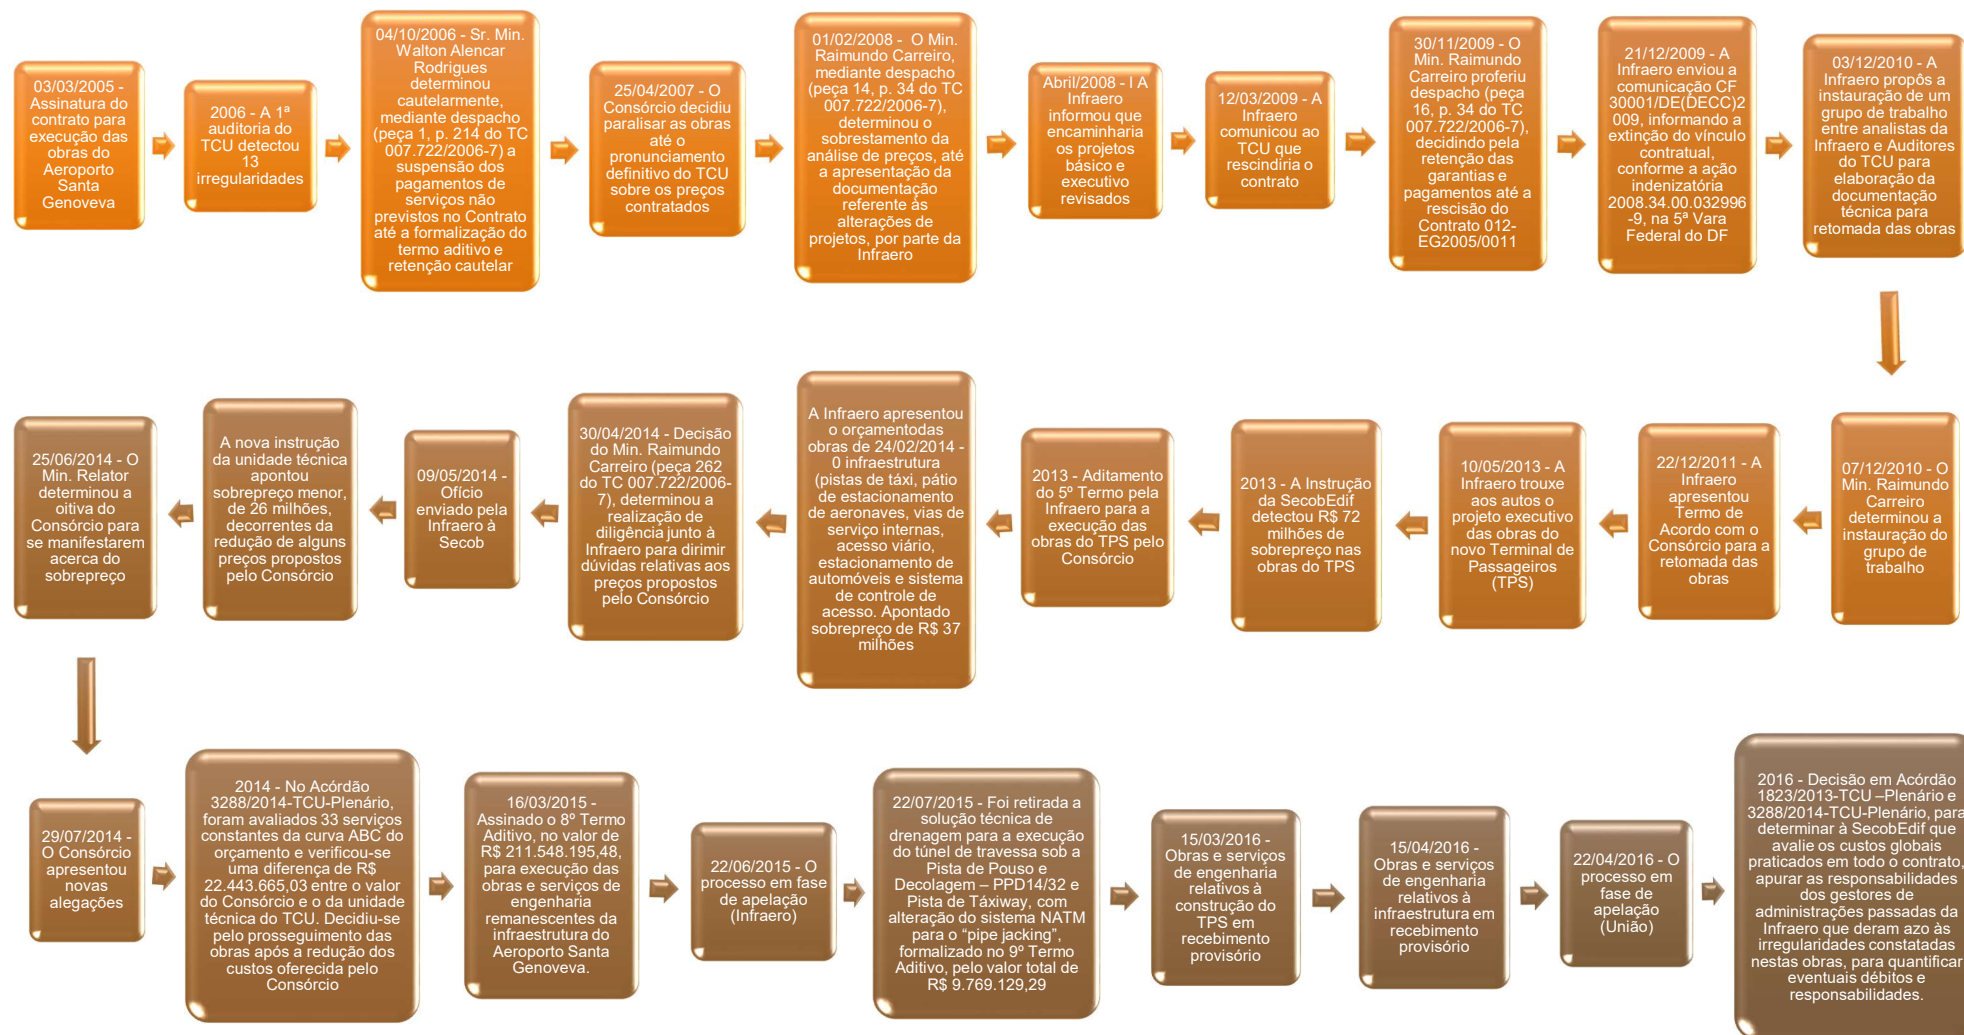 03/03/2005 -
Assinatura do
contrato para
execução das
obras do
Aeroporto
Santa
Genoveva
2006 - A 1ª
auditoria do
TCU detectou
13
irregularidades
04/10/2006 - Sr. Min.
Walton Alencar
Rodrigues
determinou
cautelarmente,
mediante despacho
(peça 1, p. 214 do TC
007.722/2006-7) a
suspensão dos
pagamentos de
serviços não
previstos no Contrato
até a formalização do
termo aditivo e
retenção cautelar
25/04/2007 - O
Consórcio decidiu
paralisar as obras
até o
pronunciamento
definitivo do TCU
sobre os preços
contratados
01/02/2008 - O Min.
Raimundo Carreiro,
mediante despacho
(peça 14, p. 34 do TC
007.722/2006-7),
determinou o
sobrestamento da
análise de preços, até
a apresentação da
documentação
referente às
alterações de
projetos, por parte da
Infraero
Abril/2008 - I A
Infraero
informou que
encaminharia
os projetos
básico e
executivo
revisados
12/03/2009 - A
Infraero
comunicou ao
TCU que
rescindiria o
contrato
30/11/2009 - O
Min. Raimundo
Carreiro proferiu
despacho (peça
16, p. 34 do TC
007.722/2006-7),
decidindo pela
retenção das
garantias e
pagamentos até a
rescisão do
Contrato 012-
EG2005/0011
21/12/2009 - A
Infraero enviou a
comunicação CF
30001/DE(DECC)2
009, informando a
extinção do vínculo
contratual,
conforme a ação
indenizatória
2008.34.00.032996
-9, na 5ª Vara
Federal do DF
03/12/2010 - A
Infraero propôs a
instauração de um
grupo de trabalho
entre analistas da
Infraero e Auditores
do TCU para
elaboração da
documentação
técnica para
retomada das obras
07/12/2010 - O
Min. Raimundo
Carreiro
determinou a
instauração do
grupo de
trabalho
22/12/2011 - A
Infraero
apresentou
Termo de
Acordo com o
Consórcio para a
retomada das
obras
10/05/2013 - A
Infraero trouxe
aos autos o
projeto executivo
das obras do
novo Terminal de
Passageiros
(TPS)
2013 - A Instrução
da SecobEdif
detectou R$ 72
milhões de
sobrepreço nas
obras do TPS
2013 - Aditamento
do 5º Termo pela
Infraero para a
execução das
obras do TPS pelo
Consórcio
A Infraero apresentou
o orçamentodas
obras de 24/02/2014 -
0 infraestrutura
(pistas de táxi, pátio
de estacionamento
de aeronaves, vias de
serviço internas,
acesso viário,
estacionamento de
automóveis e sistema
de controle de
acesso. Apontado
sobrepreço de R$ 37
milhões
30/04/2014 - Decisão
do Min. Raimundo
Carreiro (peça 262
do TC 007.722/2006-
7), determinou a
realização de
diligência junto à
Infraero para dirimir
dúvidas relativas aos
preços propostos
pelo Consórcio
09/05/2014 -
Ofício
enviado pela
Infraero à
Secob
A nova instrução
da unidade técnica
apontou
sobrepreço menor,
de 26 milhões,
decorrentes da
redução de alguns
preços propostos
pelo Consórcio
25/06/2014 - O
Min. Relator
determinou a
oitiva do
Consórcio para
se manifestarem
acerca do
sobrepreço
29/07/2014 -
O Consórcio
apresentou
novas
alegações
2014 - No Acórdão
3288/2014-TCU-Plenário,
foram avaliados 33 serviços
constantes da curva ABC do
orçamento e verificou-se
uma diferença de R$
22.443.665,03 entre o valor
do Consórcio e o da unidade
técnica do TCU. Decidiu-se
pelo prosseguimento das
obras após a redução dos
custos oferecida pelo
Consórcio
16/03/2015 -
Assinado o 8º Termo
Aditivo, no valor de
R$ 211.548.195,48,
para execução das
obras e serviços de
engenharia
remanescentes da
infraestrutura do
Aeroporto Santa
Genoveva.
22/06/2015 - O
processo em fase
de apelação
(Infraero)
22/07/2015 - Foi retirada a
solução técnica de
drenagem para a execução
do túnel de travessa sob a
Pista de Pouso e
Decolagem – PPD14/32 e
Pista de Táxiway, com
alteração do sistema NATM
para o “pipe jacking”,
formalizado no 9º Termo
Aditivo, pelo valor total de
R$ 9.769.129,29
15/03/2016 -
Obras e serviços
de engenharia
relativos à
construção do
TPS em
recebimento
provisório
15/04/2016 -
Obras e serviços
de engenharia
relativos à
infraestrutura em
recebimento
provisório
22/04/2016 - O
processo em
fase de
apelação
(União)
2016 - Decisão em Acórdão
1823/2013-TCU –Plenário e
3288/2014-TCU-Plenário, para
determinar à SecobEdif que
avalie os custos globais
praticados em todo o contrato,
apurar as responsabilidades
dos gestores de
administrações passadas da
Infraero que deram azo às
irregularidades constatadas
nestas obras, para quantificar
eventuais débitos e
responsabilidades.